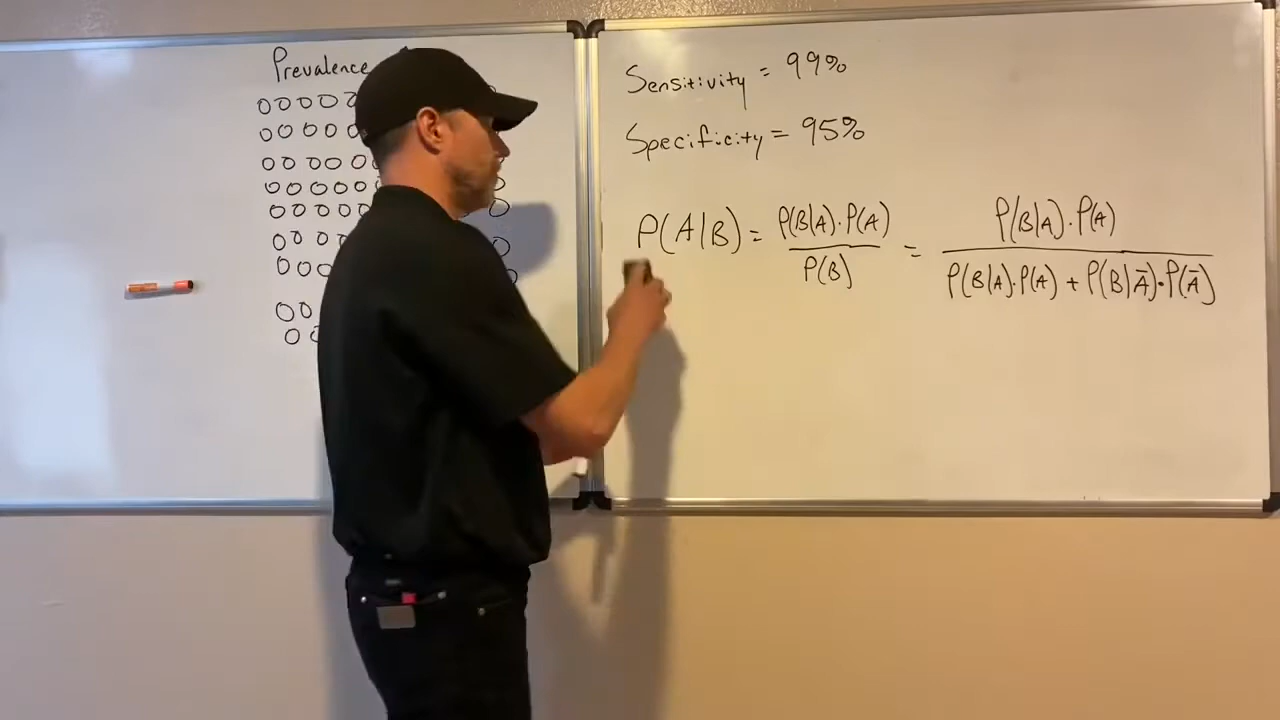 Prevalence
Sensitivity = 99%
Specificity = 95%
P(A|B) = P(B|A)·P(A) / P(B) = P(B|A)·P(A) / P(B|A)·P(A) + P(B|Ā)·P(Ā)